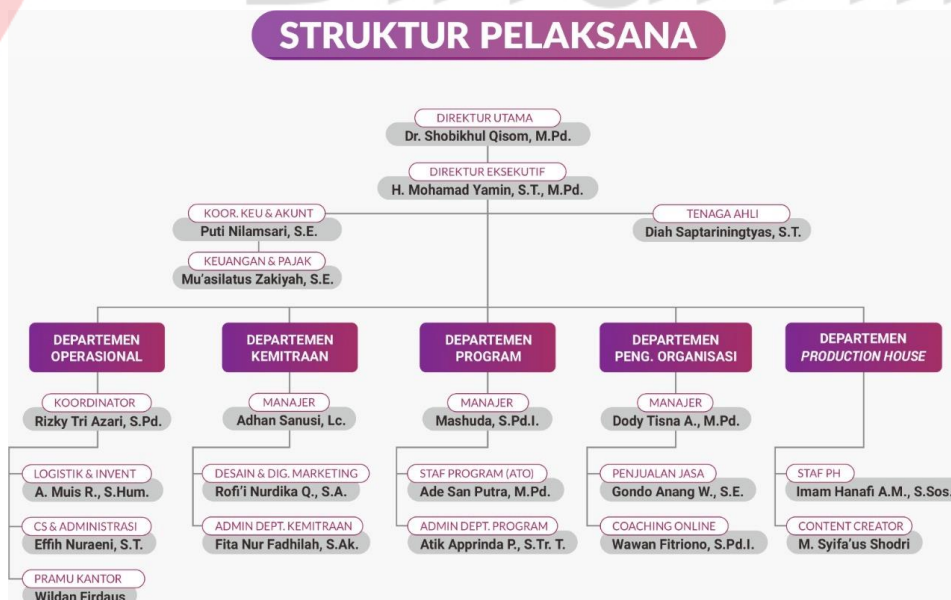 STRUKTUR PELAKSANA
DIREKTUR UTAMA
Dr. Shobikhul Qisom, M.Pd.
DIREKTUR EKSEKUTIF
H. Mohamad Yamin, S.T., M.Pd.
KOOR. KEU & AKUNT
Puti Nilamsari, S.E.
TENAGA AHLI
Diah Saptariningtyas, S.T.
KEUANGAN & PAJAK
Mu'asilatus Zakiyah, S.E.
DEPARTEMEN
OPERASIONAL
KOORDINATOR
Rizky Tri Azari, S.Pd.
LOGISTIK & INVENT
A. Muis R., S.Hum.
CS & ADMINISTRASI
Effih Nuraeni, S.T.
PRAMU KANTOR
Wildan Firdaus
DEPARTEMEN
KEMITRAAN
MANAJER
Adhan Sanusi, Lc.
DESAIN & DIG. MARKETING
Rofi'i Nurdika Q., S.A.
ADMIN DEPT. KEMITRAAN
Fita Nur Fadhilah, S.Ak.
DEPARTEMEN
PROGRAM
MANAJER
Mashuda, S.Pd.I.
STAF PROGRAM (ATO)
Ade San Putra, M.Pd.
ADMIN DEPT. PROGRAM
Atik Apprinda P., S.Tr. T.
DEPARTEMEN
PENG. ORGANISASI
MANAJER
Dody Tisna A., M.Pd.
PENJUALAN JASA
Gondo Anang W., S.E.
COACHING ONLINE
Wawan Fitriono, S.Pd.I.
DEPARTEMEN
PRODUCTION HOUSE
STAF PH
Imam Hanafi A.M., S.Sos.
CONTENT CREATOR
M. Syifa'us Shodri